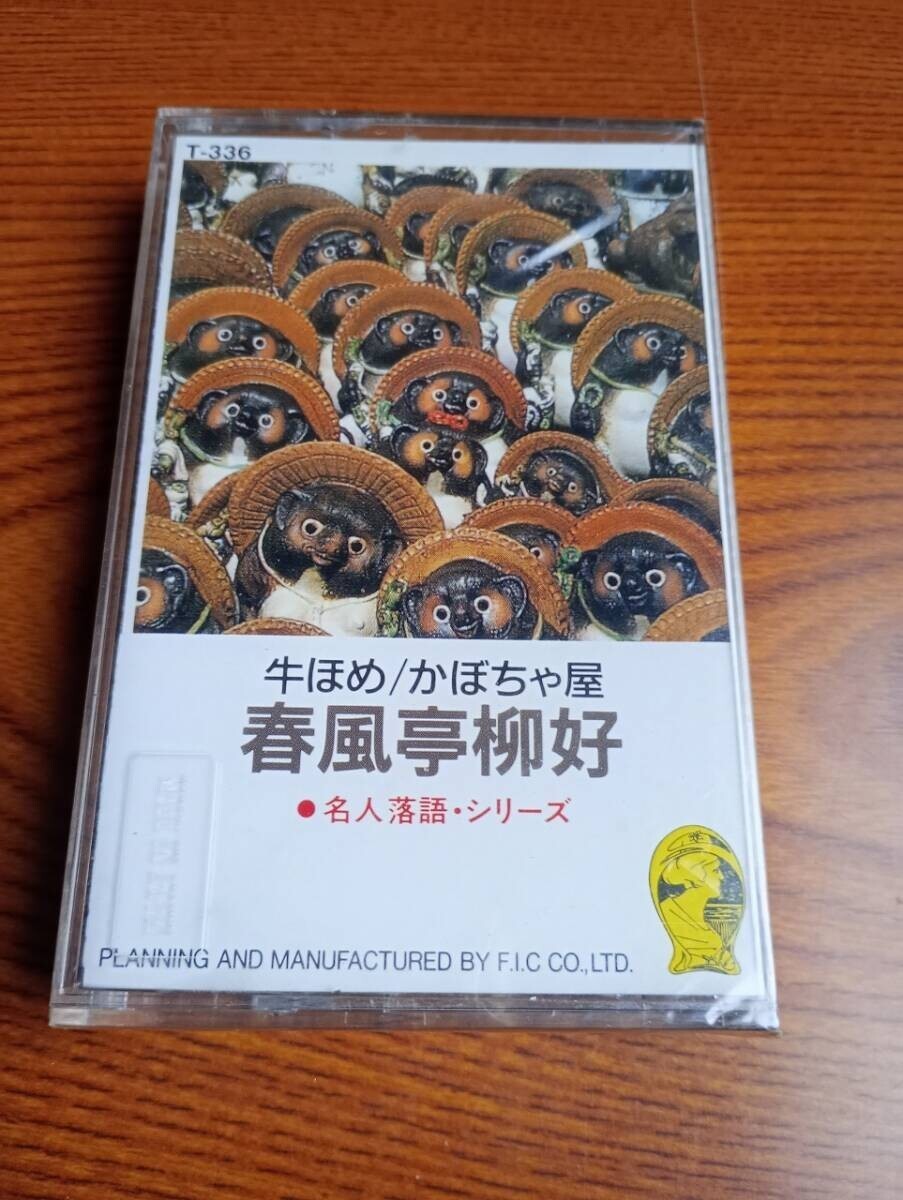 T-336
牛ほめ/かぼちゃ屋
春風亭柳好
●名人落語・シリーズ
PLANNING AND MANUFACTURED BY F.I.C CO.,LTD.